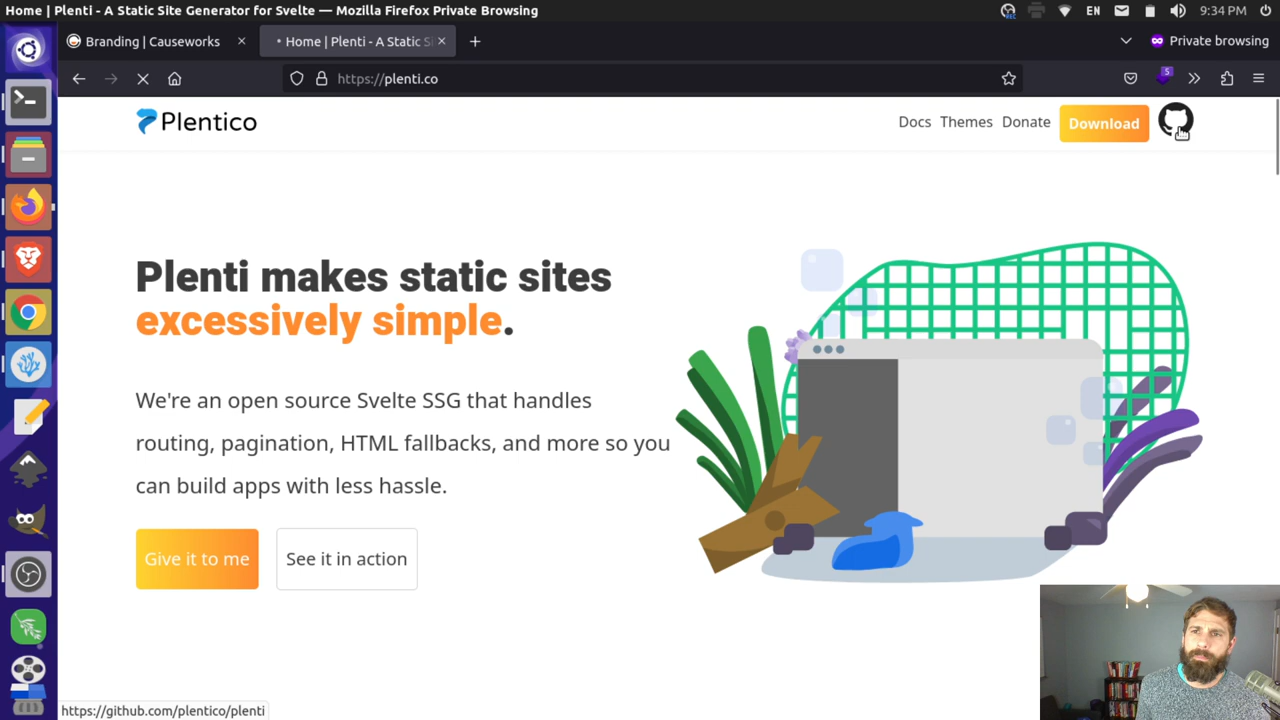 Home | Plenti - A Static Site Generator for Svelte — Mozilla Firefox Private Browsing
REC
EN
9:34 PM
Branding | Causeworks
Home | Plenti - A Static Si
Private browsing
https://plenti.co
5
Plentico
Docs
Themes
Donate
Download
Plenti makes static sites
excessively simple.
We're an open source Svelte SSG that handles
routing, pagination, HTML fallbacks, and more so you
can build apps with less hassle.
Give it to me
See it in action
https://github.com/plentico/plenti